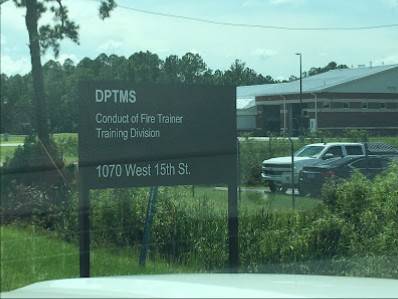 DPTMS
Conduct of Fire Trainer
Training Division
1070 West 15th St.